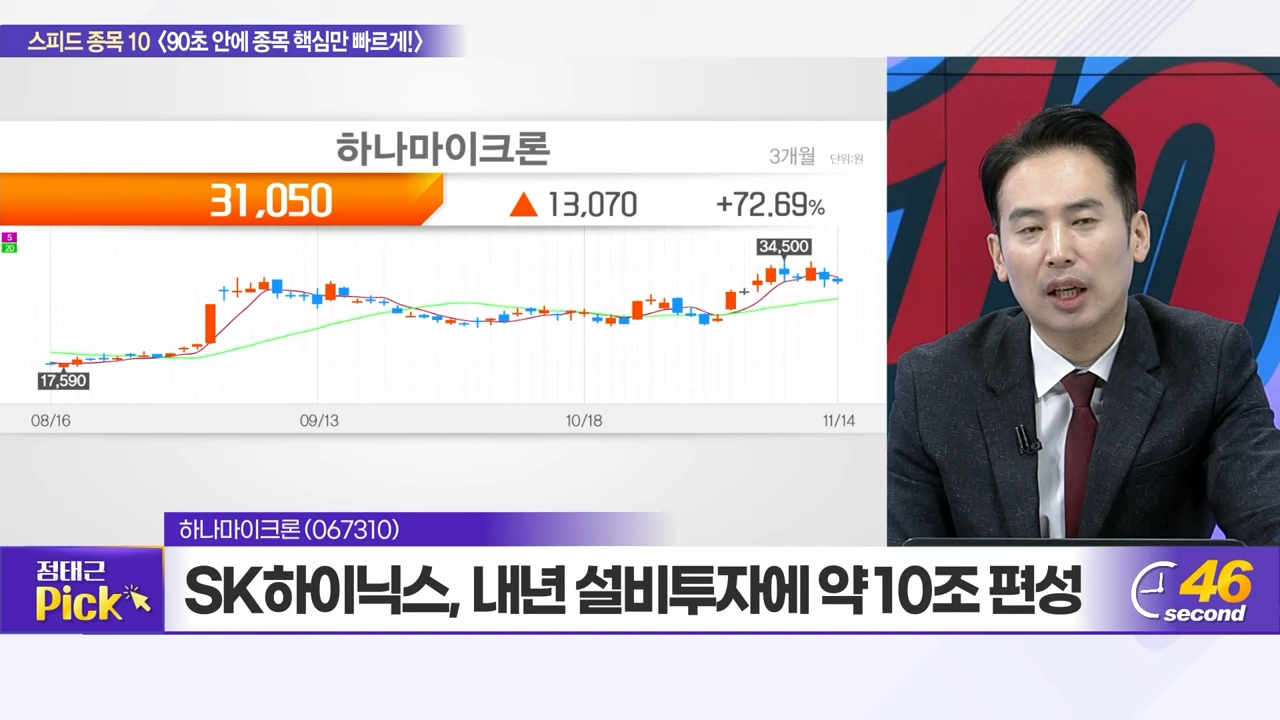 스피드 종목 10 <90초 안에 종목 핵심만 빠르게!>
하나마이크론
3개월 단위:원
31,050 ▲ 13,070 +72.69%
5
20
34,500
17,590
08/16 09/13 10/18 11/14
하나마이크론(067310)
정태근
Pick
SK하이닉스, 내년 설비투자에 약 10조 편성
46
second
10